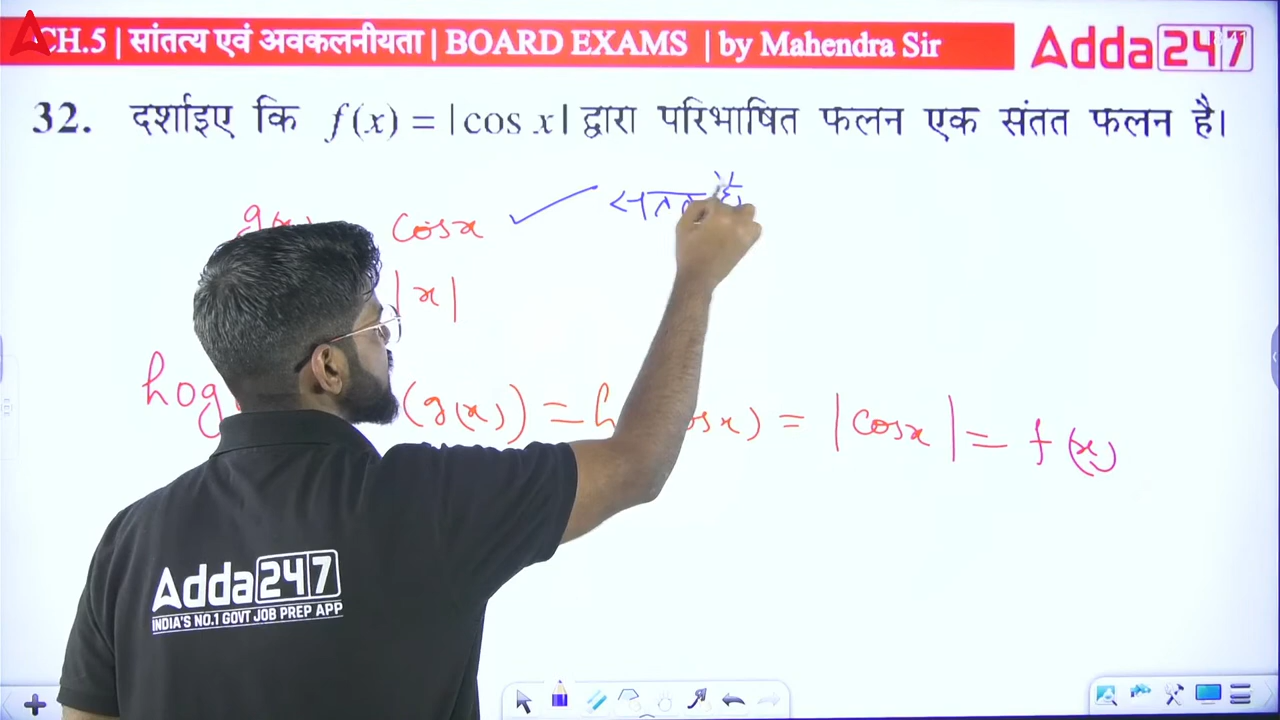 CH.5 | सांतत्य एवं अवकलनीयता | BOARD EXAMS | by Mahendra Sir
Adda247
32. दर्शाइए कि f(x) = |cos x| द्वारा परिभाषित फलन एक संतत फलन है।
g(x) cosx ✓
|x|
hog (g(x)) = h cosx) = |cosx| = f(x)
Adda247
INDIA'S NO.1 GOVT JOB PREP APP